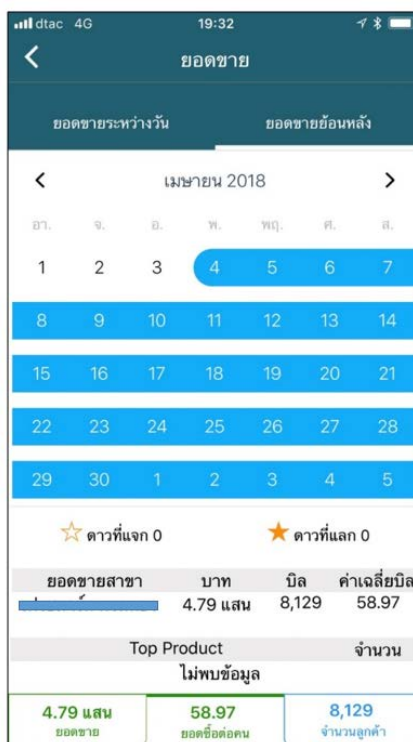 dtac 4G 19:32
ยอดขาย
ยอดขายระหว่างวัน ยอดขายย้อนหลัง
เมษายน 2018
อา. จ. อ. พ. พฤ. ศ. ส.
1 2 3 4 5 6 7
8 9 10 11 12 13 14
15 16 17 18 19 20 21
22 23 24 25 26 27 28
29 30 1 2 3 4 5
ดาวที่แจก 0 ดาวที่แลก 0
ยอดขายสาขา บาท บิล ค่าเฉลี่ยบิล
4.79 แสน 8,129 58.97
Top Product จำนวน
ไม่พบข้อมูล
4.79 แสน 58.97 8,129
ยอดขาย ยอดซื้อต่อคน จำนวนลูกค้า